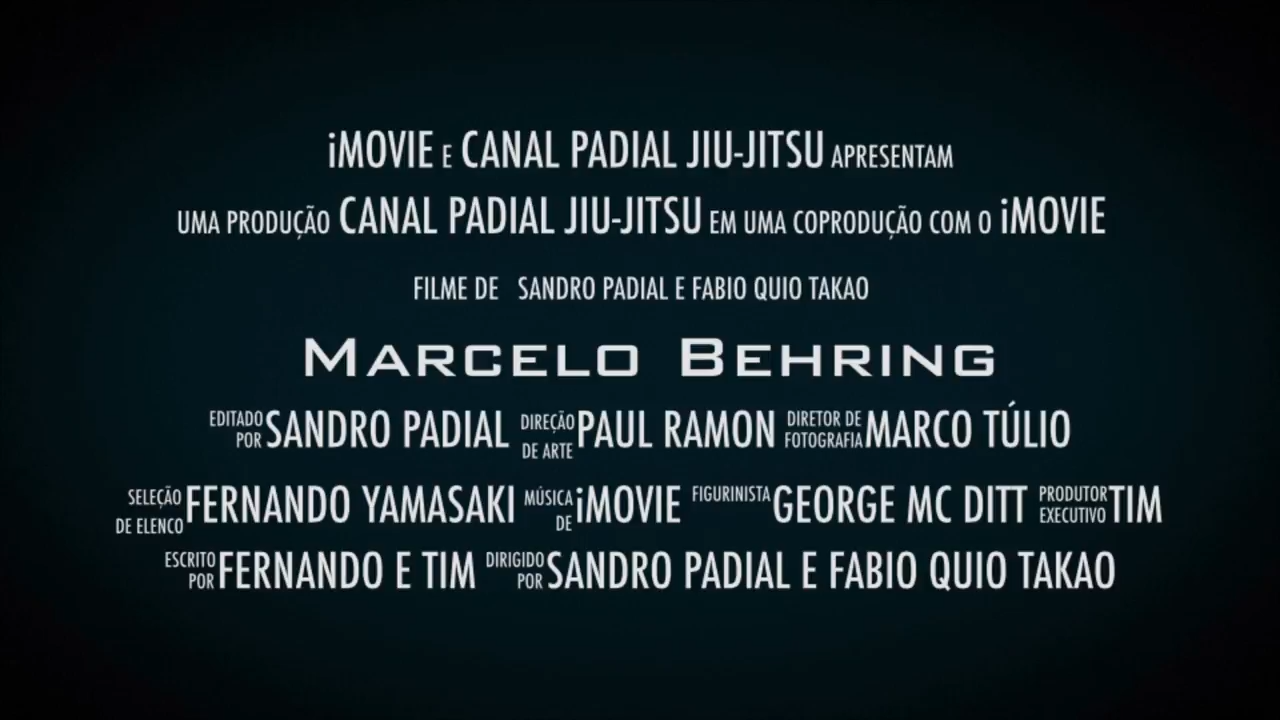 iMOVIE E CANAL PADIAL JIU-JITSU APRESENTAM
UMA PRODUÇÃO CANAL PADIAL JIU-JITSU EM UMA COPRODUÇÃO COM O iMOVIE
FILME DE SANDRO PADIAL E FABIO QUIO TAKAO
MARCELO BEHRING
EDITADO POR SANDRO PADIAL DIREÇÃO DE ARTE PAUL RAMON DIRETOR DE FOTOGRAFIA MARCO TÚLIO
SELEÇÃO DE ELENCO FERNANDO YAMASAKI MÚSICA DE iMOVIE FIGURINISTA GEORGE MC DITT PRODUTOR EXECUTIVO TIM
ESCRITO POR FERNANDO E TIM DIRIGIDO POR SANDRO PADIAL E FABIO QUIO TAKAO